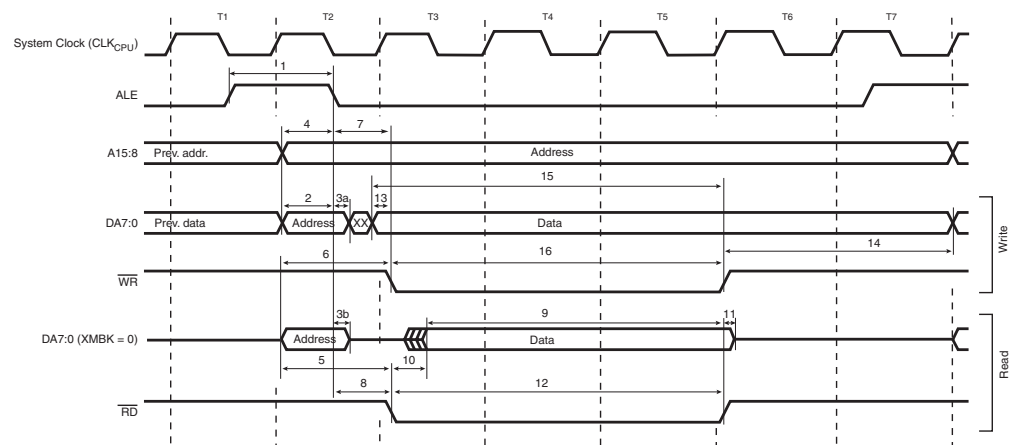 T1 T2 T3 T4 T5 T6 T7
System Clock (CLKCPU)
1
ALE
4 7
A15:8 Prev. addr. Address
15
2 3a 13
DA7:0 Prev. data Address XX Data
14
6 16
WR
Write
3b 9 11
DA7:0 (XMBK = 0) Address Data
5 10
8 12
RD
Read